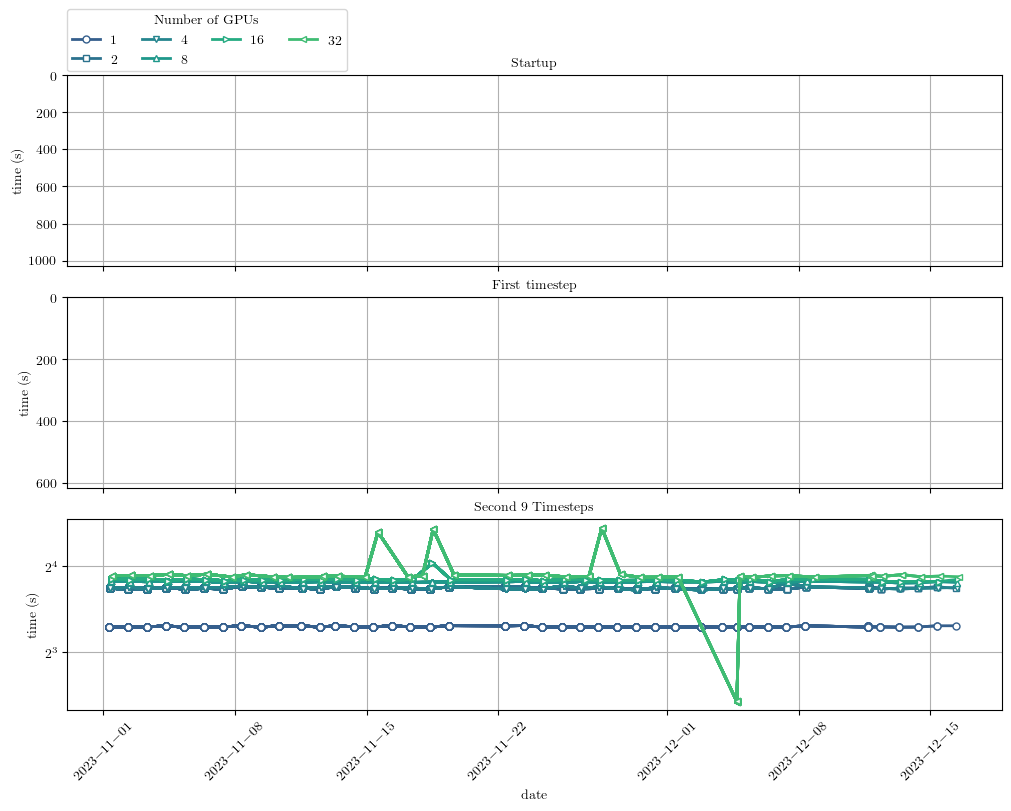 Number of GPUs
1 4 16 32
2 8
Startup
0
200
400
600
800
1000
time (s)
First timestep
0
200
400
600
time (s)
Second 9 Timesteps
2⁴
2³
time (s)
2023−11−01 2023−11−08 2023−11−15 2023−11−22 2023−12−01 2023−12−08 2023−12−15
date